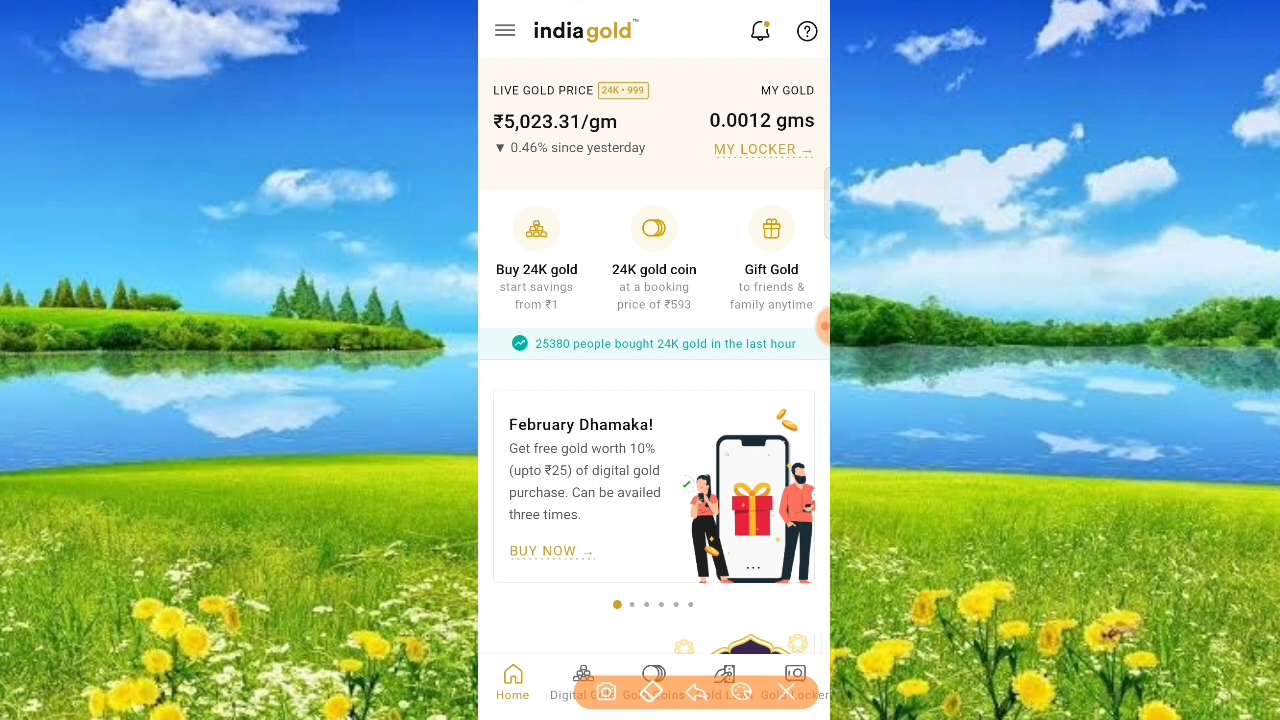 indiagold™
LIVE GOLD PRICE 24K • 999
₹5,023.31/gm
▼ 0.46% since yesterday
MY GOLD
0.0012 gms
MY LOCKER →
Buy 24K gold
start savings
from ₹1
24K gold coin
at a booking
price of ₹593
Gift Gold
to friends &
family anytime
25380 people bought 24K gold in the last hour
February Dhamaka!
Get free gold worth 10%
(upto ₹25) of digital gold
purchase. Can be availed
three times.
BUY NOW →
Home
Digital